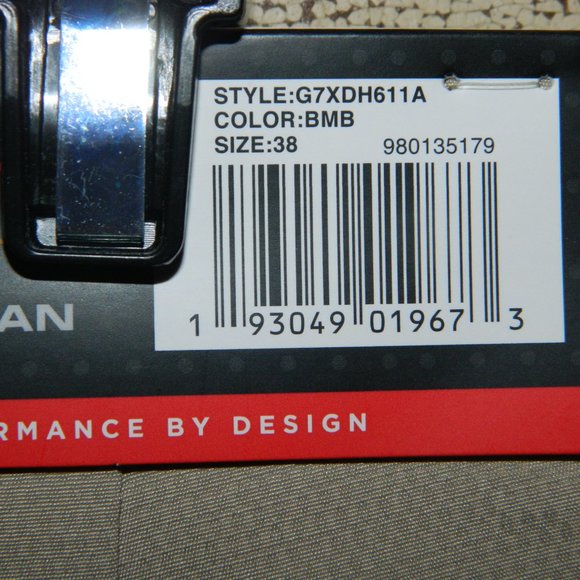 STYLE:G7XDH611A
COLOR:BMB
SIZE:38 980135179
1 93049 01967 3
AN
RMANCE BY DESIGN